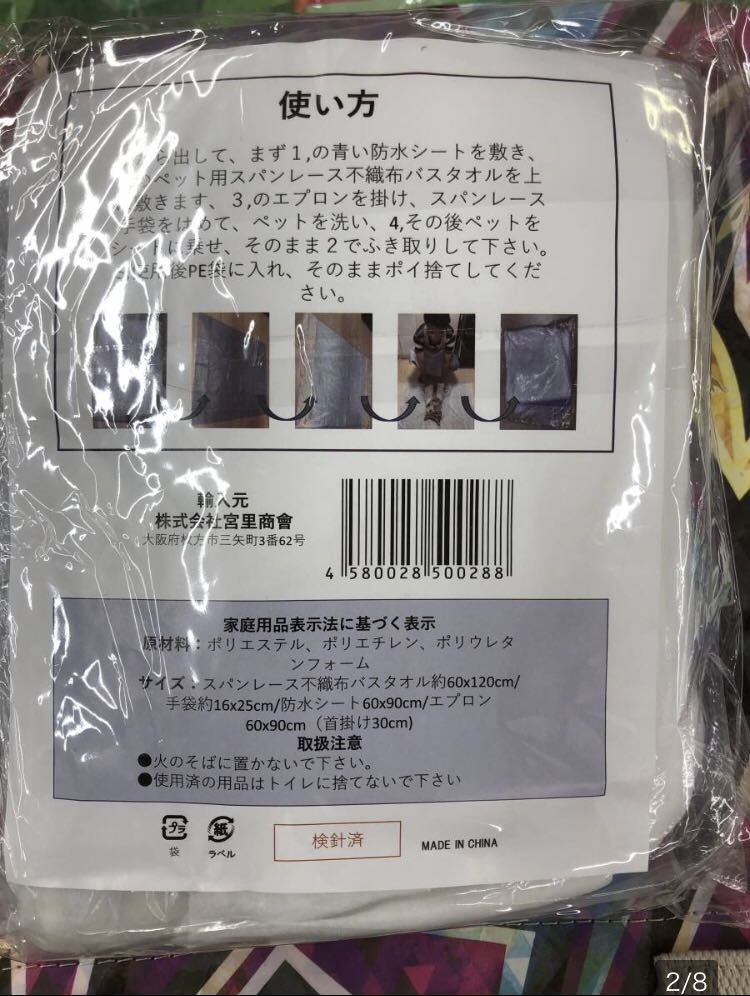 使い方
ら出して、まず1,の青い防水シートを敷き、
ペット用スパンレース不織布バスタオルを上
敷きます、3,のエプロンを掛け、スパンレース
手袋をはめて、ペットを洗い、4,その後ペットを
シートに乗せ、そのまま2でふき取りして下さい。
使用後PE袋に入れ、そのままポイ捨てしてくだ
さい。
輸入元
株式会社宮里商會
大阪府枚方市三矢町3番62号
4 580028 500288
家庭用品表示法に基づく表示
原材料：ポリエステル、ポリエチレン、ポリウレタ
ンフォーム
サイズ：スパンレース不織布バスタオル約60x120cm/
手袋約16x25cm/防水シート60x90cm/エプロン
60x90cm（首掛け30cm)
取扱注意
●火のそばに置かないで下さい。
●使用済の用品はトイレに捨てないで下さい
プラ
袋
紙
ラベル
検針済
MADE IN CHINA
2/8